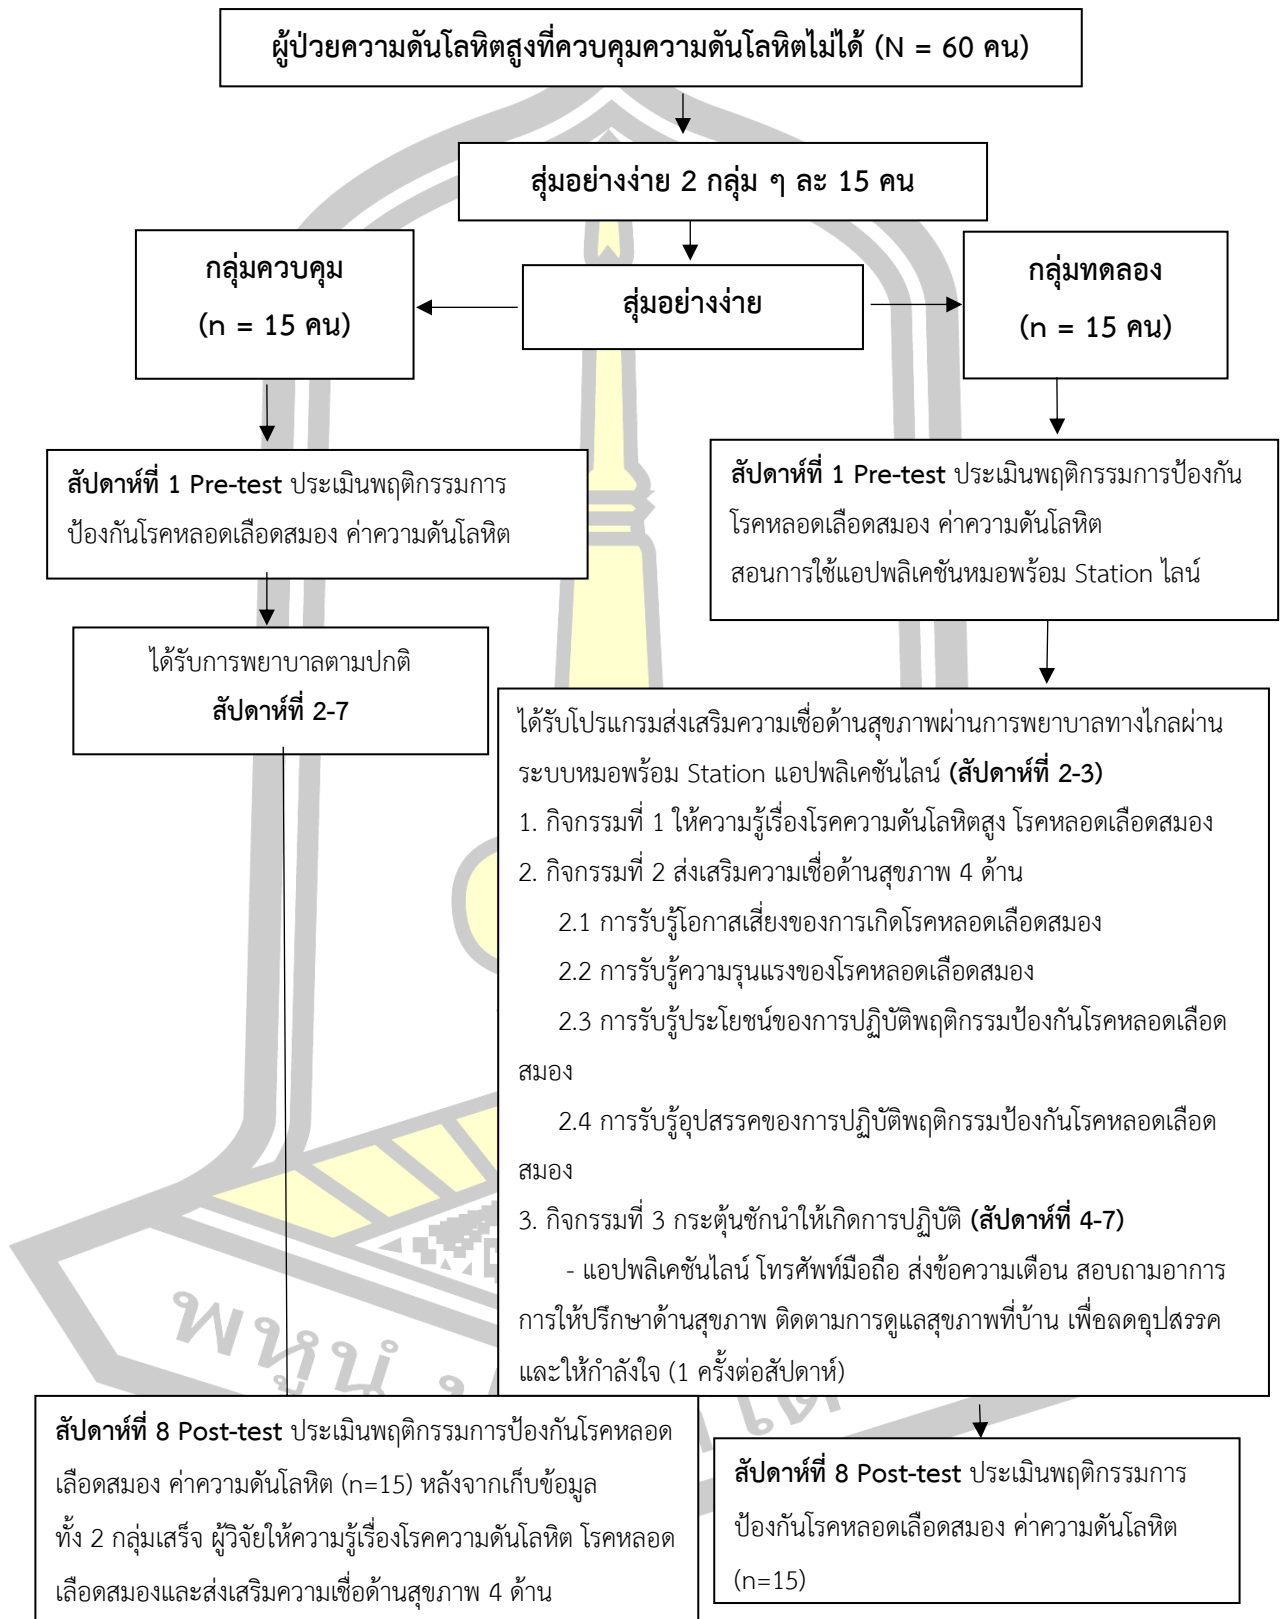 ผู้ป่วยความดันโลหิตสูงที่ควบคุมความดันโลหิตไม่ได้ (N = 60 คน)
สุ่มอย่างง่าย 2 กลุ่ม ๆ ละ 15 คน
กลุ่มควบคุม
(n = 15 คน)
สุ่มอย่างง่าย
กลุ่มทดลอง
(n = 15 คน)
สัปดาห์ที่ 1 Pre-test ประเมินพฤติกรรมการ
ป้องกันโรคหลอดเลือดสมอง ค่าความดันโลหิต
สัปดาห์ที่ 1 Pre-test ประเมินพฤติกรรมการป้องกัน
โรคหลอดเลือดสมอง ค่าความดันโลหิต
สอนการใช้แอปพลิเคชันหมอพร้อม Station ไลน์
ได้รับการพยาบาลตามปกติ
สัปดาห์ที่ 2-7
ได้รับโปรแกรมส่งเสริมความเชื่อด้านสุขภาพผ่านการพยาบาลทางไกลผ่าน
ระบบหมอพร้อม Station แอปพลิเคชันไลน์ (สัปดาห์ที่ 2-3)
1. กิจกรรมที่ 1 ให้ความรู้เรื่องโรคความดันโลหิตสูง โรคหลอดเลือดสมอง
2. กิจกรรมที่ 2 ส่งเสริมความเชื่อด้านสุขภาพ 4 ด้าน
2.1 การรับรู้โอกาสเสี่ยงของการเกิดโรคหลอดเลือดสมอง
2.2 การรับรู้ความรุนแรงของโรคหลอดเลือดสมอง
2.3 การรับรู้ประโยชน์ของการปฏิบัติพฤติกรรมป้องกันโรคหลอดเลือด
สมอง
2.4 การรับรู้อุปสรรคของการปฏิบัติพฤติกรรมป้องกันโรคหลอดเลือด
สมอง
3. กิจกรรมที่ 3 กระตุ้นชักนำให้เกิดการปฏิบัติ (สัปดาห์ที่ 4-7)
- แอปพลิเคชันไลน์ โทรศัพท์มือถือ ส่งข้อความเตือน สอบถามอาการ
การให้ปรึกษาด้านสุขภาพ ติดตามการดูแลสุขภาพที่บ้าน เพื่อลดอุปสรรค
และให้กำลังใจ (1 ครั้งต่อสัปดาห์)
พหูนํ
สัปดาห์ที่ 8 Post-test ประเมินพฤติกรรมการป้องกันโรคหลอด
เลือดสมอง ค่าความดันโลหิต (n=15) หลังจากเก็บข้อมูล
ทั้ง 2 กลุ่มเสร็จ ผู้วิจัยให้ความรู้เรื่องโรคความดันโลหิต โรคหลอด
เลือดสมองและส่งเสริมความเชื่อด้านสุขภาพ 4 ด้าน
สัปดาห์ที่ 8 Post-test ประเมินพฤติกรรมการ
ป้องกันโรคหลอดเลือดสมอง ค่าความดันโลหิต
(n=15)